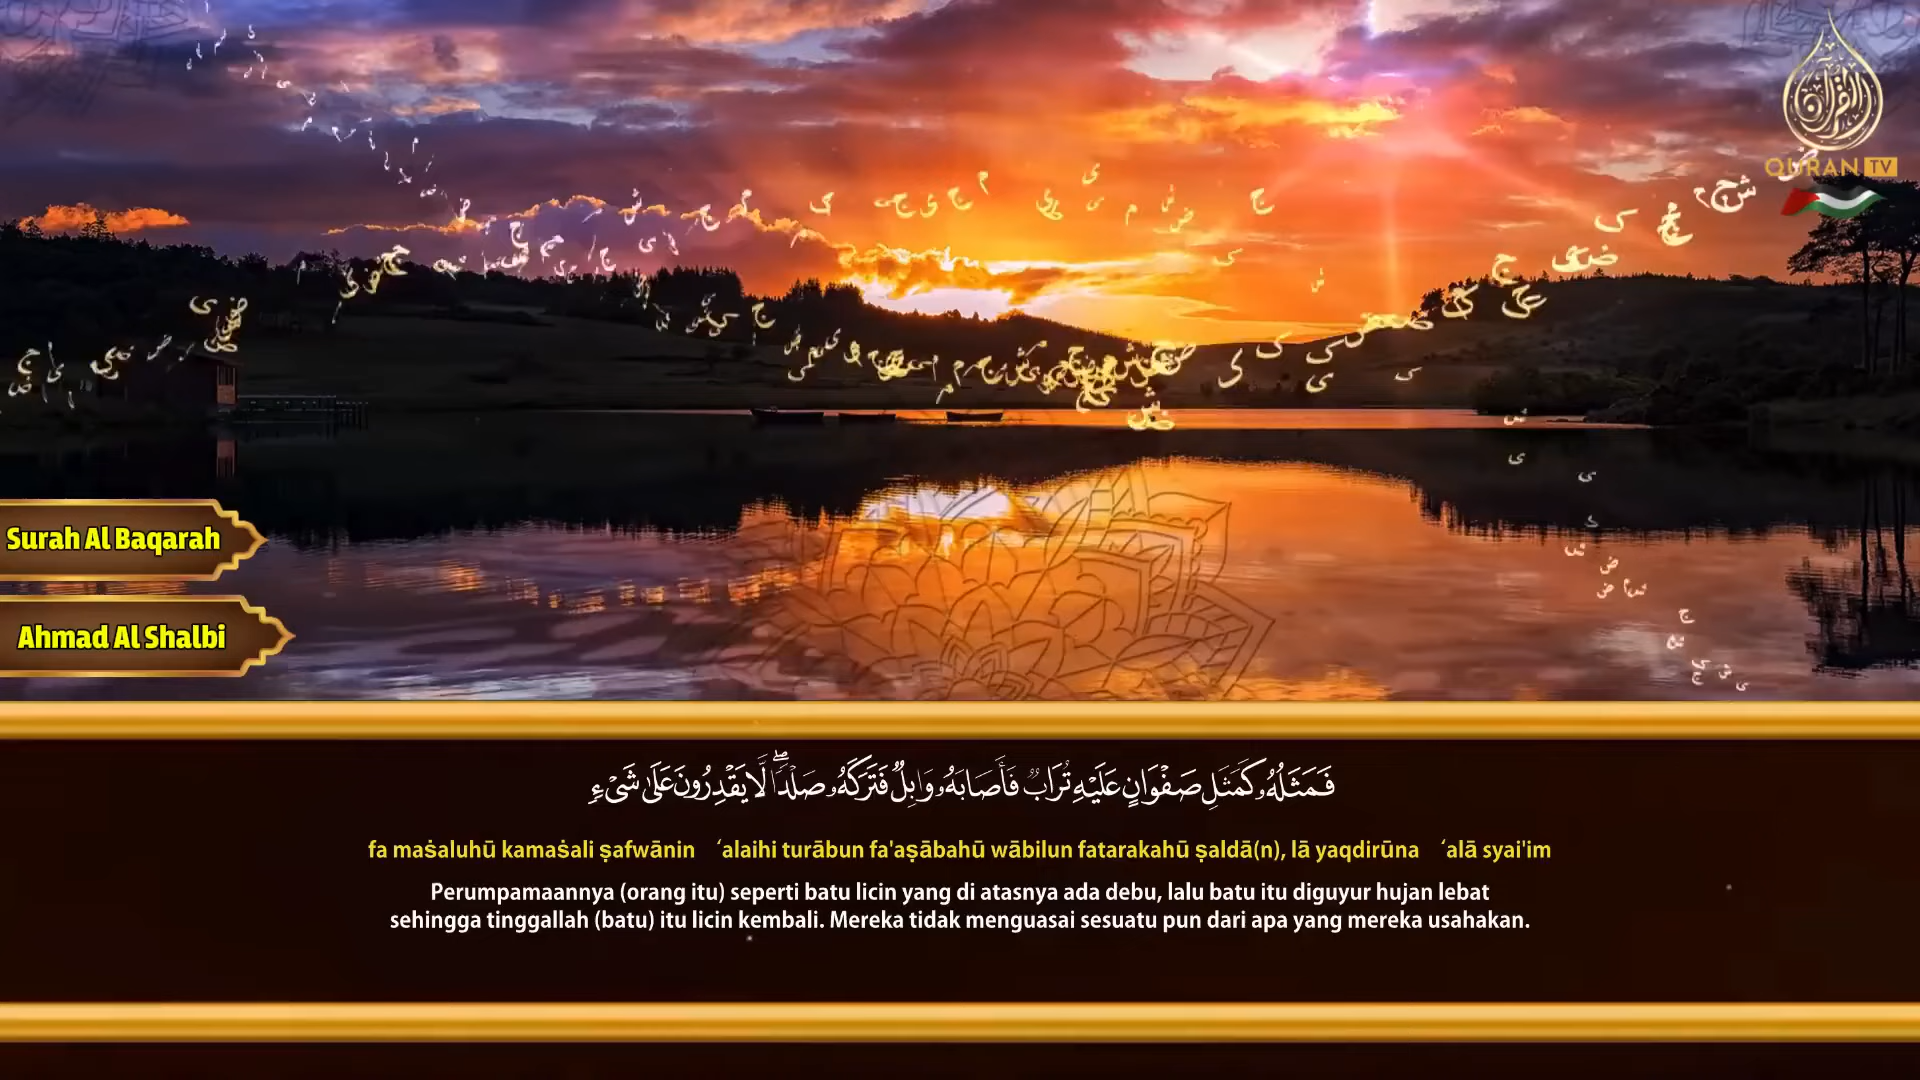 القرآن
QURAN TV
Surah Al Baqarah
Ahmad Al Shalbi
فَمَثَلُهُۥ كَمَثَلِ صَفْوَانٍ عَلَيْهِ تُرَابٌ فَأَصَابَهُۥ وَابِلٌ فَتَرَكَهُۥ صَلْدًا ۖ لَّا يَقْدِرُونَ عَلَىٰ شَىْءٍ
fa maṡaluhū kamaṡali ṣafwānin ‘alaihi turābun fa'aṣābahū wābilun fatarakahū ṣaldā(n), lā yaqdirūna ‘alā syai'im
Perumpamaannya (orang itu) seperti batu licin yang di atasnya ada debu, lalu batu itu diguyur hujan lebat
sehingga tinggallah (batu) itu licin kembali. Mereka tidak menguasai sesuatu pun dari apa yang mereka usahakan.